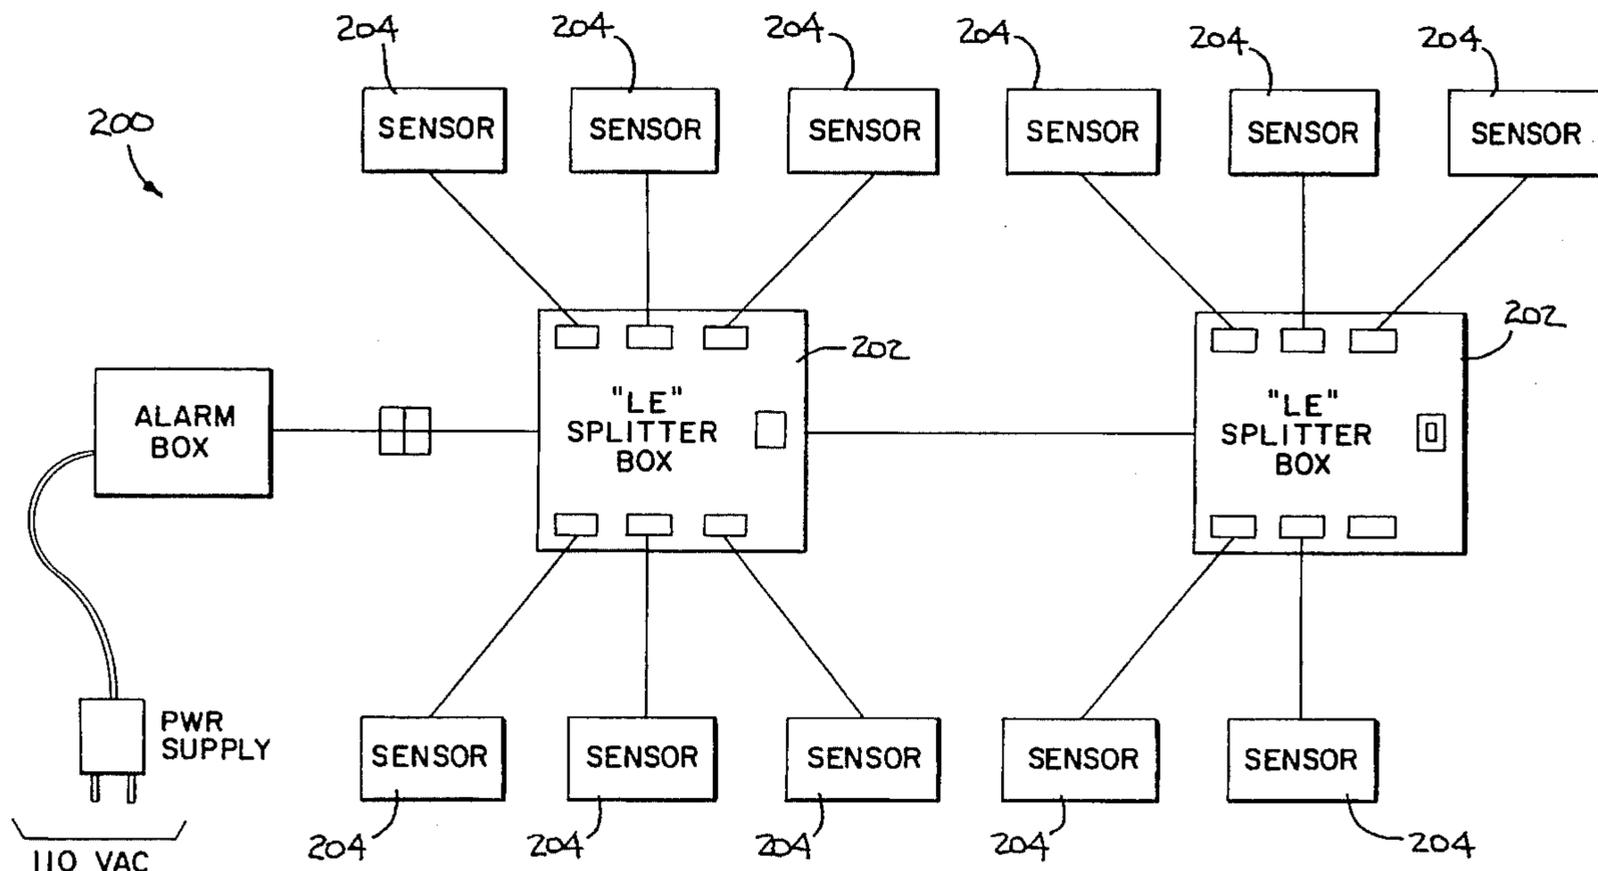 204
204
204
204
204
204
200
SENSOR
SENSOR
SENSOR
SENSOR
SENSOR
SENSOR
202
202
ALARM
BOX
"LE"
SPLITTER
BOX
"LE"
SPLITTER
BOX
PWR
SUPPLY
SENSOR
SENSOR
SENSOR
SENSOR
SENSOR
204
204
204
204
204
110 VAC